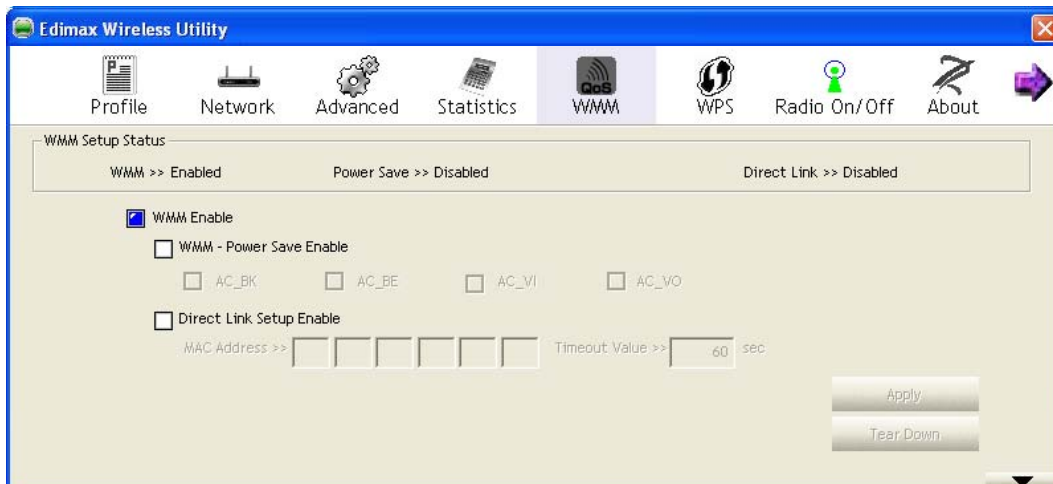 Edimax Wireless Utility
Profile Network Advanced Statistics QoS WMM WPS Radio On/Off About
WMM Setup Status
WMM >> Enabled Power Save >> Disabled Direct Link >> Disabled
WMM Enable
WMM - Power Save Enable
AC_BK AC_BE AC_VI AC_VO
Direct Link Setup Enable
MAC Address >> Timeout Value >> 60 sec
Apply
Tear Down